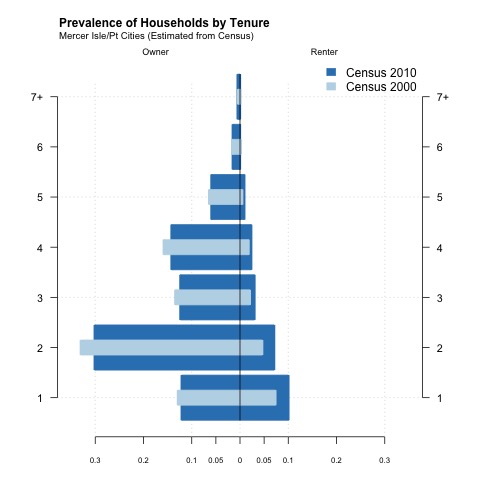 Prevalence of Households by Tenure
Mercer Isle/Pt Cities (Estimated from Census)
Owner Renter
Census 2010
Census 2000
7+ 7+
6 6
5 5
4 4
3 3
2 2
1 1
0.3 0.2 0.1 0.05 0 0.05 0.1 0.2 0.3